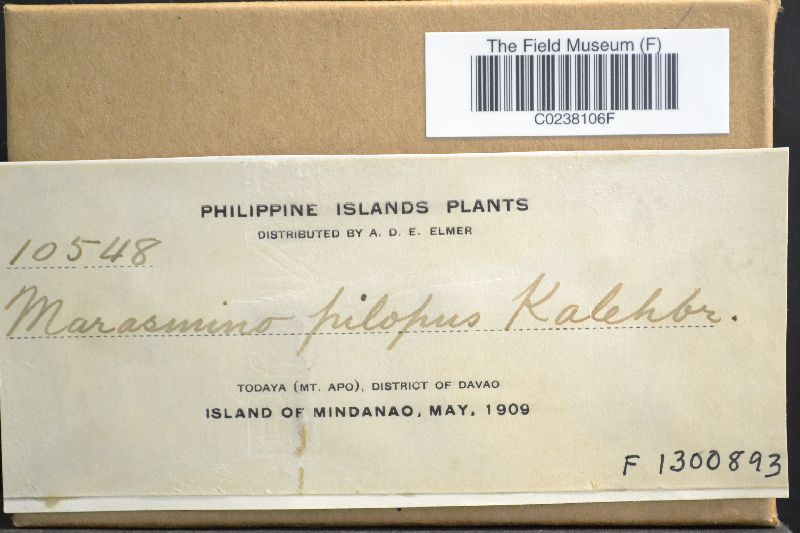 The Field Museum (F)
C0238106F
PHILIPPINE ISLANDS PLANTS
DISTRIBUTED BY A. D. E. ELMER
10548
Marasmino pilopus Kalchbr.
TODAYA (MT. APO), DISTRICT OF DAVAO
ISLAND OF MINDANAO, MAY, 1909
F 1300893